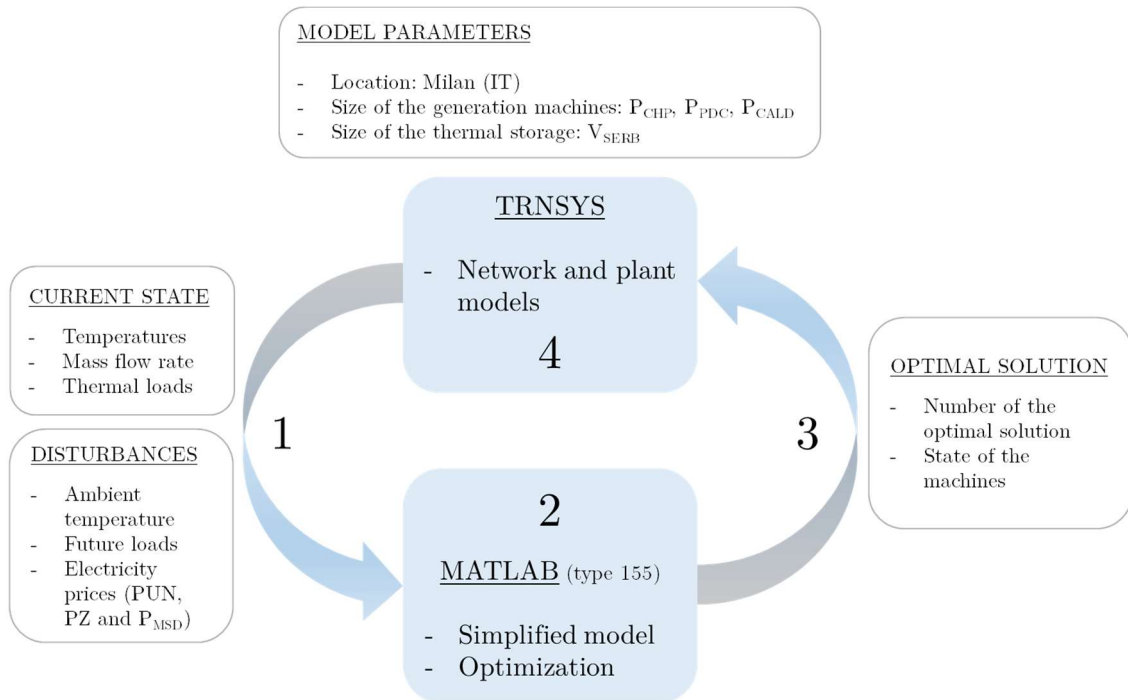 MODEL PARAMETERS
- Location: Milan (IT)
- Size of the generation machines: P_CHP, P_PDC, P_CALD
- Size of the thermal storage: V_SERB
TRNSYS
- Network and plant
models
4
CURRENT STATE
- Temperatures
- Mass flow rate
- Thermal loads
DISTURBANCES
- Ambient
temperature
- Future loads
- Electricity
prices (PUN,
PZ and P_MSD)
1
2
MATLAB (type 155)
- Simplified model
- Optimization
3
OPTIMAL SOLUTION
- Number of the
optimal solution
- State of the
machines